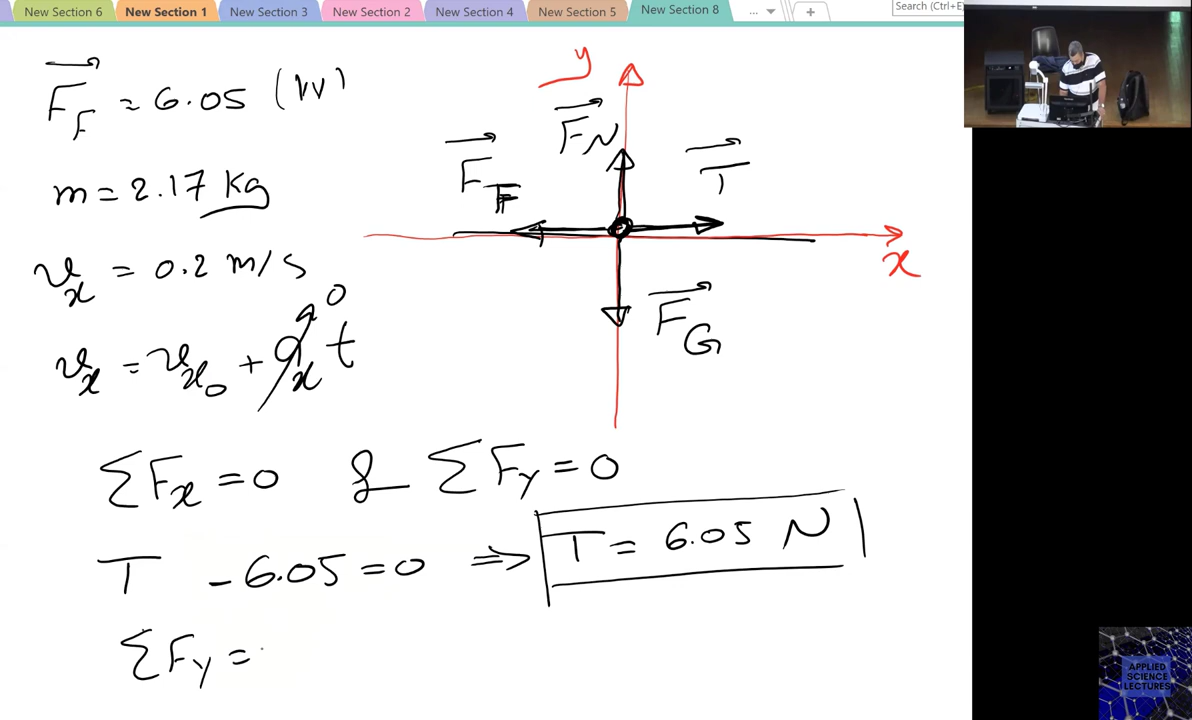 New Section 6 New Section 1 New Section 3 New Section 2 New Section 4 New Section 5 New Section 8 ... +
Search (Ctrl+E)
F_F = 6.05 (N)
m = 2.17 kg
v_x = 0.2 m/s
v_x = v_x0 + a_x t
0
y
F_N
F_F
T
x
F_G
ΣF_x = 0 & ΣF_y = 0
T - 6.05 = 0 ⇒ T = 6.05 N
ΣF_y =
APPLIED
SCIENCE
LECTURES